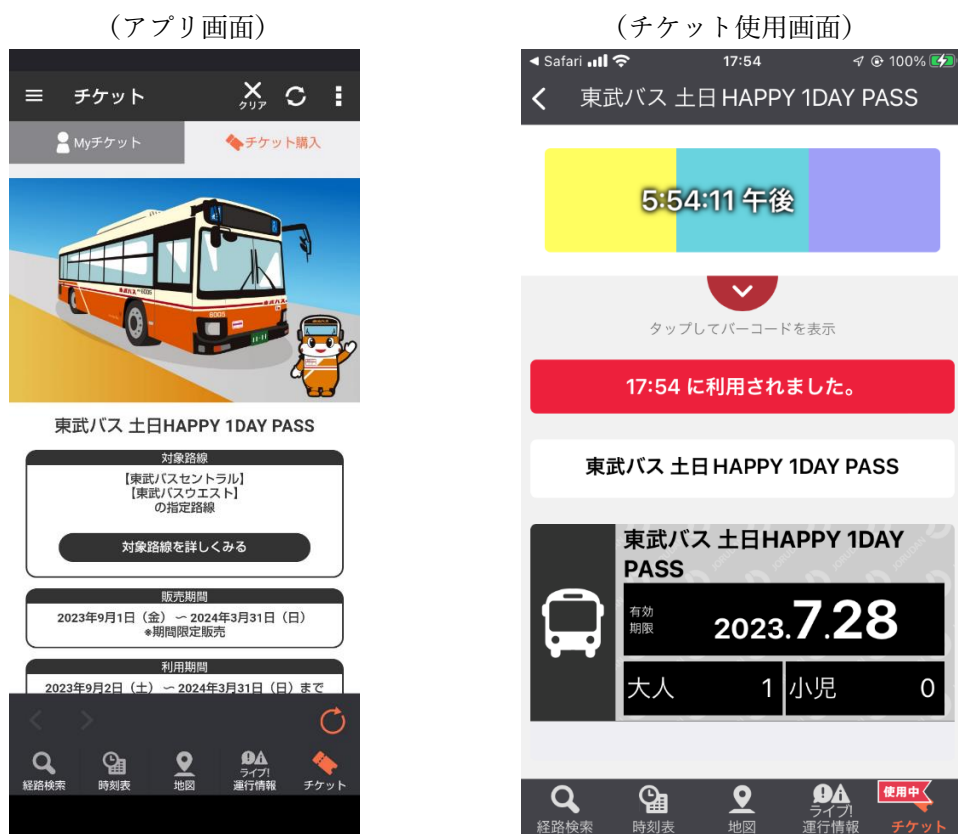 (アプリ画面)
チケット
クリア
Myチケット
チケット購入
東武バス
8005
東武バス 土日HAPPY 1DAY PASS
対象路線
【東武バスセントラル】
【東武バスウエスト】
の指定路線
対象路線を詳しくみる
販売期間
2023年9月1日（金）～2024年3月31日（日）
※期間限定販売
利用期間
2023年9月2日（土）～2024年3月31日（日）まで
経路検索
時刻表
地図
ライブ!
運行情報
チケット
(チケット使用画面)
Safari
17:54
100%
東武バス 土日 HAPPY 1DAY PASS
5:54:11 午後
タップしてバーコードを表示
17:54 に利用されました。
東武バス 土日 HAPPY 1DAY PASS
東武バス 土日HAPPY 1DAY
PASS
有効
期限
2023.7.28
大人 1
小児 0
経路検索
時刻表
地図
ライブ!
運行情報
使用中
チケット